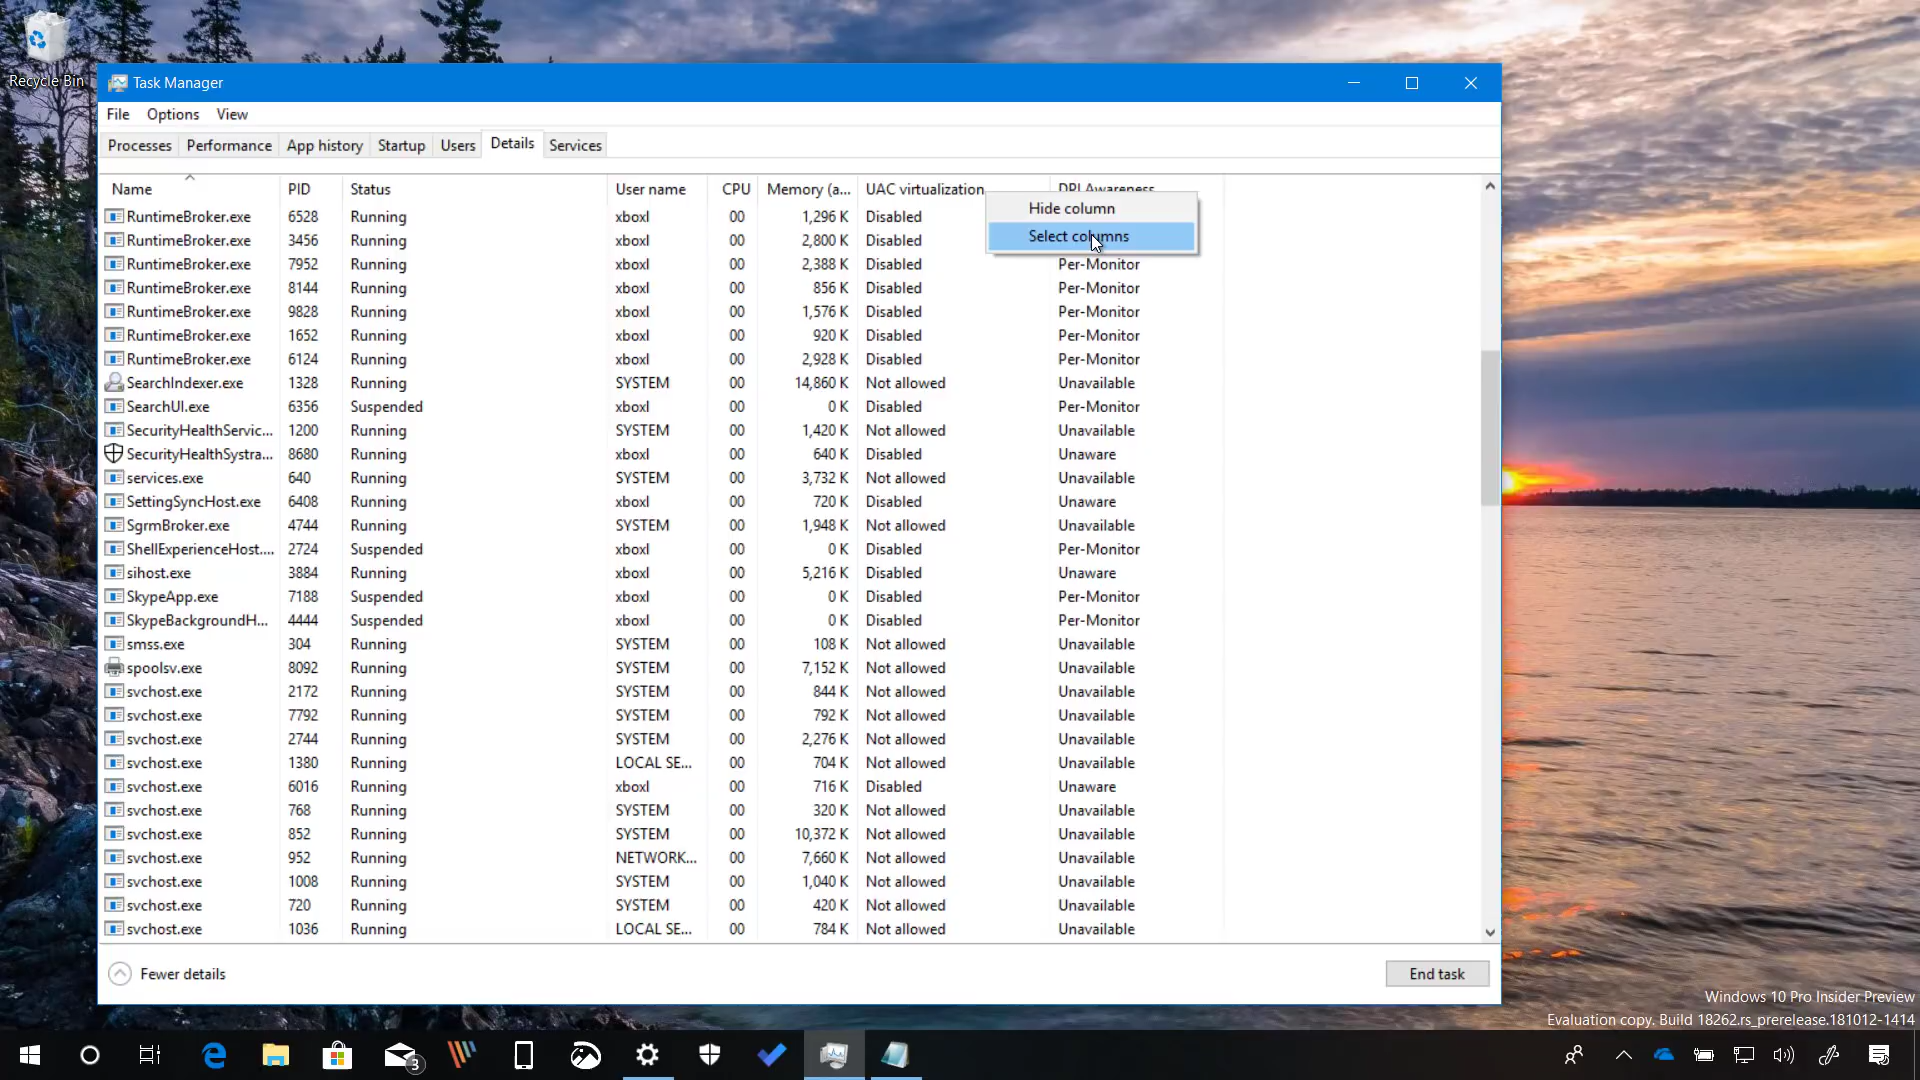 Recycle Bin
Task Manager
File Options View
Processes Performance App history Startup Users Details Services
Name PID Status User name CPU Memory (a... UAC virtualization DPI Awareness
Hide column
Select columns
RuntimeBroker.exe 6528 Running xboxl 00 1,296 K Disabled
RuntimeBroker.exe 3456 Running xboxl 00 2,800 K Disabled
RuntimeBroker.exe 7952 Running xboxl 00 2,388 K Disabled Per-Monitor
RuntimeBroker.exe 8144 Running xboxl 00 856 K Disabled Per-Monitor
RuntimeBroker.exe 9828 Running xboxl 00 1,576 K Disabled Per-Monitor
RuntimeBroker.exe 1652 Running xboxl 00 920 K Disabled Per-Monitor
RuntimeBroker.exe 6124 Running xboxl 00 2,928 K Disabled Per-Monitor
SearchIndexer.exe 1328 Running SYSTEM 00 14,860 K Not allowed Unavailable
SearchUI.exe 6356 Suspended xboxl 00 0 K Disabled Per-Monitor
SecurityHealthServic... 1200 Running SYSTEM 00 1,420 K Not allowed Unavailable
SecurityHealthSystra... 8680 Running xboxl 00 640 K Disabled Unaware
services.exe 640 Running SYSTEM 00 3,732 K Not allowed Unavailable
SettingSyncHost.exe 6408 Running xboxl 00 720 K Disabled Unaware
SgrmBroker.exe 4744 Running SYSTEM 00 1,948 K Not allowed Unavailable
ShellExperienceHost.... 2724 Suspended xboxl 00 0 K Disabled Per-Monitor
sihost.exe 3884 Running xboxl 00 5,216 K Disabled Unaware
SkypeApp.exe 7188 Suspended xboxl 00 0 K Disabled Per-Monitor
SkypeBackgroundH... 4444 Suspended xboxl 00 0 K Disabled Per-Monitor
smss.exe 304 Running SYSTEM 00 108 K Not allowed Unavailable
spoolsv.exe 8092 Running SYSTEM 00 7,152 K Not allowed Unavailable
svchost.exe 2172 Running SYSTEM 00 844 K Not allowed Unavailable
svchost.exe 7792 Running SYSTEM 00 792 K Not allowed Unavailable
svchost.exe 2744 Running SYSTEM 00 2,276 K Not allowed Unavailable
svchost.exe 1380 Running LOCAL SE... 00 704 K Not allowed Unavailable
svchost.exe 6016 Running xboxl 00 716 K Disabled Unaware
svchost.exe 768 Running SYSTEM 00 320 K Not allowed Unavailable
svchost.exe 852 Running SYSTEM 00 10,372 K Not allowed Unavailable
svchost.exe 952 Running NETWORK... 00 7,660 K Not allowed Unavailable
svchost.exe 1008 Running SYSTEM 00 1,040 K Not allowed Unavailable
svchost.exe 720 Running SYSTEM 00 420 K Not allowed Unavailable
svchost.exe 1036 Running LOCAL SE... 00 784 K Not allowed Unavailable
Fewer details End task
Windows 10 Pro Insider Preview
Evaluation copy. Build 18262.rs_prerelease.181012-1414
3